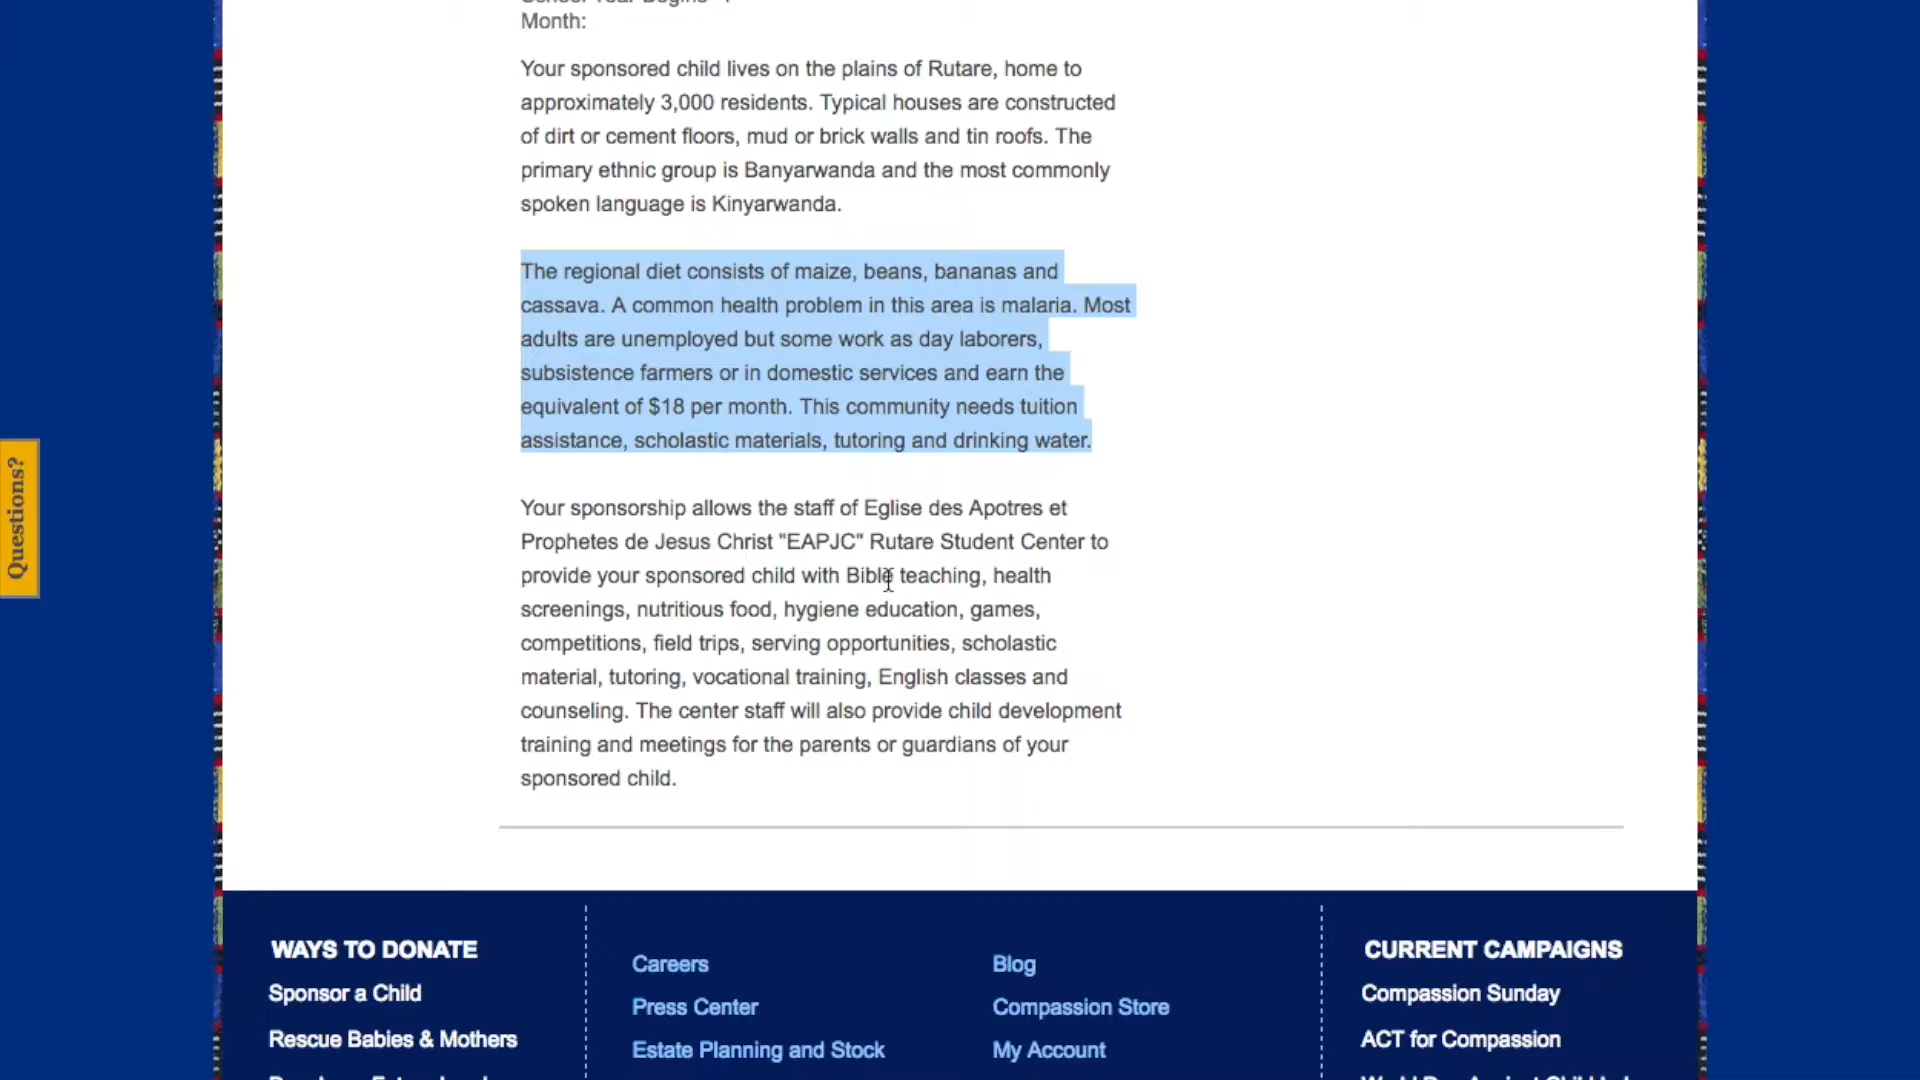 Month:
Your sponsored child lives on the plains of Rutare, home to
approximately 3,000 residents. Typical houses are constructed
of dirt or cement floors, mud or brick walls and tin roofs. The
primary ethnic group is Banyarwanda and the most commonly
spoken language is Kinyarwanda.
The regional diet consists of maize, beans, bananas and
cassava. A common health problem in this area is malaria. Most
adults are unemployed but some work as day laborers,
subsistence farmers or in domestic services and earn the
equivalent of $18 per month. This community needs tuition
assistance, scholastic materials, tutoring and drinking water.
Your sponsorship allows the staff of Eglise des Apotres et
Prophetes de Jesus Christ "EAPJC" Rutare Student Center to
provide your sponsored child with Bible teaching, health
screenings, nutritious food, hygiene education, games,
competitions, field trips, serving opportunities, scholastic
material, tutoring, vocational training, English classes and
counseling. The center staff will also provide child development
training and meetings for the parents or guardians of your
sponsored child.
Questions?
WAYS TO DONATE
Sponsor a Child
Rescue Babies & Mothers
Careers
Press Center
Estate Planning and Stock
Blog
Compassion Store
My Account
CURRENT CAMPAIGNS
Compassion Sunday
ACT for Compassion